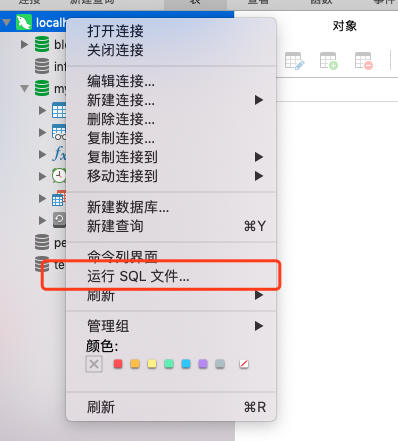 连接
新建查询
表
查看
函数
事件
localh
对象
打开连接
关闭连接
编辑连接...
新建连接
删除连接...
复制连接...
复制连接到
移动连接到
新建数据库...
新建查询 ⌘Y
命令列界面
运行 SQL 文件...
刷新
管理组
颜色:
刷新 ⌘R
blo
inf
my
fx
pe
te